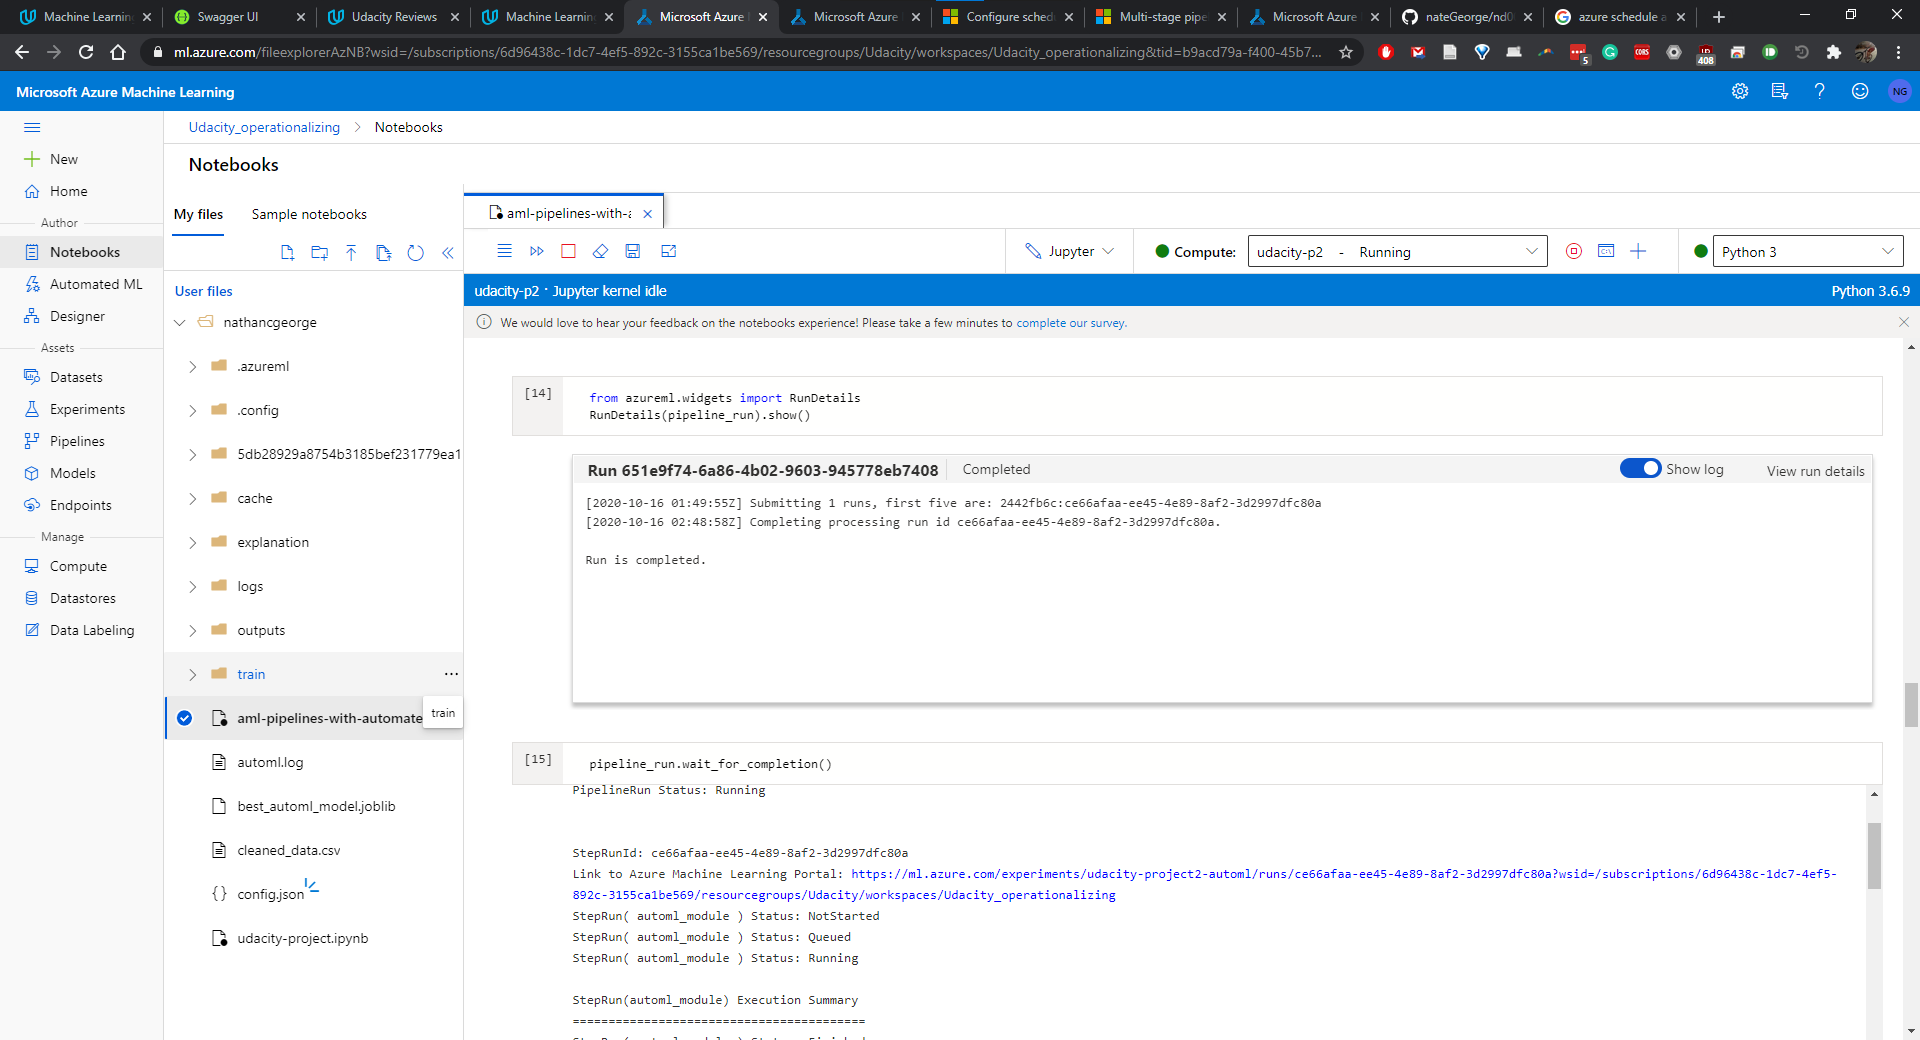 Machine Learnin
Swagger UI
Udacity Reviews
Machine Learnin
Microsoft Azure
Microsoft Azure
Configure sched
Multi-stage pipe
Microsoft Azure
nateGeorge/nd0
azure schedule a
ml.azure.com/fileexplorerAzNB?wsid=/subscriptions/6d96438c-1dc7-4ef5-892c-3155ca1be569/resourcegroups/Udacity/workspaces/Udacity_operationalizing&tid=b9acd79a-f400-45b7...
5
CORS
408
Microsoft Azure Machine Learning
NG
Udacity_operationalizing > Notebooks
Notebooks
New
Home
Author
Notebooks
Automated ML
Designer
Assets
Datasets
Experiments
Pipelines
Models
Endpoints
Manage
Compute
Datastores
Data Labeling
My files
Sample notebooks
User files
nathancgeorge
.azureml
.config
5db28929a8754b3185bef231779ea1
cache
explanation
logs
outputs
train
...
aml-pipelines-with-automate
train
automl.log
best_automl_model.joblib
cleaned_data.csv
{} config.json
udacity-project.ipynb
aml-pipelines-with-a
Jupyter
Compute:
udacity-p2 - Running
Python 3
udacity-p2 · Jupyter kernel idle
Python 3.6.9
We would love to hear your feedback on the notebooks experience! Please take a few minutes to complete our survey.
[14]
from azureml.widgets import RunDetails
RunDetails(pipeline_run).show()
Run 651e9f74-6a86-4b02-9603-945778eb7408
Completed
Show log
View run details
[2020-10-16 01:49:55Z] Submitting 1 runs, first five are: 2442fb6c:ce66afaa-ee45-4e89-8af2-3d2997dfc80a
[2020-10-16 02:48:58Z] Completing processing run id ce66afaa-ee45-4e89-8af2-3d2997dfc80a.
Run is completed.
[15]
pipeline_run.wait_for_completion()
PipelineRun Status: Running
StepRunId: ce66afaa-ee45-4e89-8af2-3d2997dfc80a
Link to Azure Machine Learning Portal: https://ml.azure.com/experiments/udacity-project2-automl/runs/ce66afaa-ee45-4e89-8af2-3d2997dfc80a?wsid=/subscriptions/6d96438c-1dc7-4ef5-
892c-3155ca1be569/resourcegroups/Udacity/workspaces/Udacity_operationalizing
StepRun( automl_module ) Status: NotStarted
StepRun( automl_module ) Status: Queued
StepRun( automl_module ) Status: Running
StepRun(automl_module) Execution Summary
=========================================